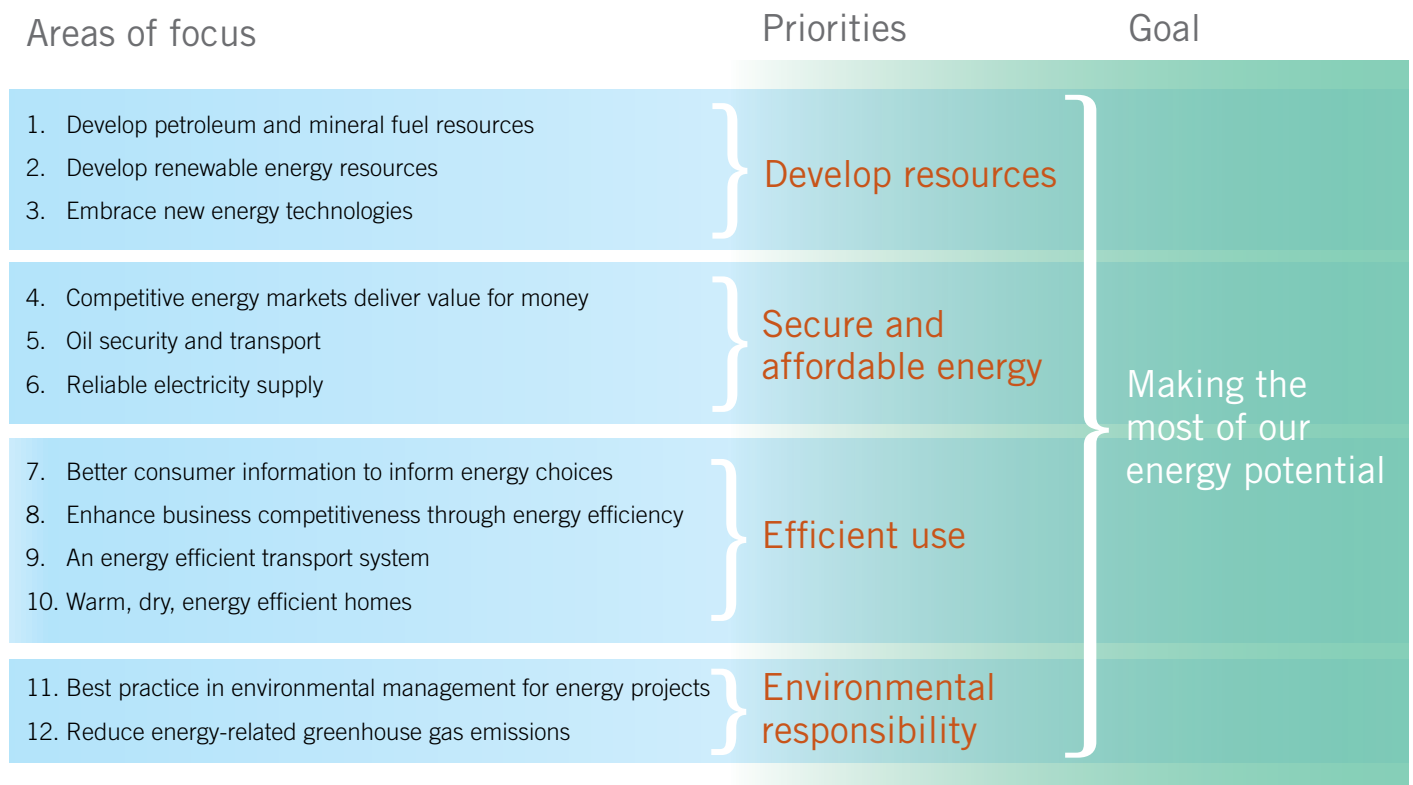 Areas of focus
Priorities
Goal
1. Develop petroleum and mineral fuel resources
2. Develop renewable energy resources
3. Embrace new energy technologies
Develop resources
4. Competitive energy markets deliver value for money
5. Oil security and transport
6. Reliable electricity supply
Secure and
affordable energy
7. Better consumer information to inform energy choices
8. Enhance business competitiveness through energy efficiency
9. An energy efficient transport system
10. Warm, dry, energy efficient homes
Efficient use
11. Best practice in environmental management for energy projects
12. Reduce energy-related greenhouse gas emissions
Environmental
responsibility
Making the
most of our
energy potential